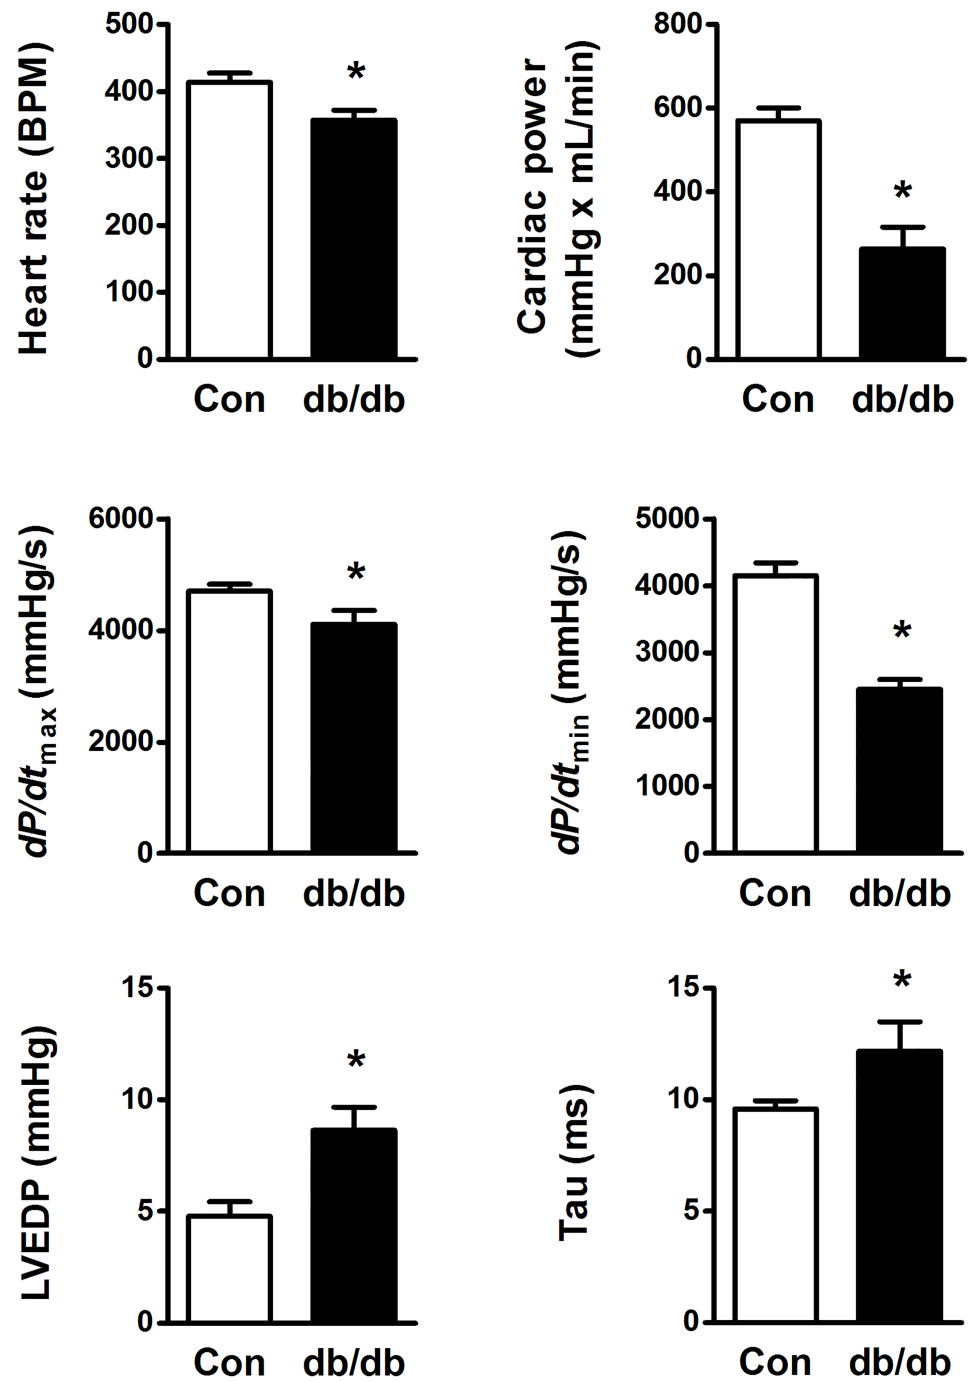 Heart rate (BPM)
500
400
300
200
100
0
*
Con db/db
Cardiac power
(mmHg x mL/min)
800
600
400
200
0
*
Con db/db
dP/dtmax (mmHg/s)
6000
4000
2000
0
*
Con db/db
dP/dtmin (mmHg/s)
5000
4000
3000
2000
1000
0
*
Con db/db
LVEDP (mmHg)
15
10
5
0
*
Con db/db
Tau (ms)
15
10
5
0
*
Con db/db